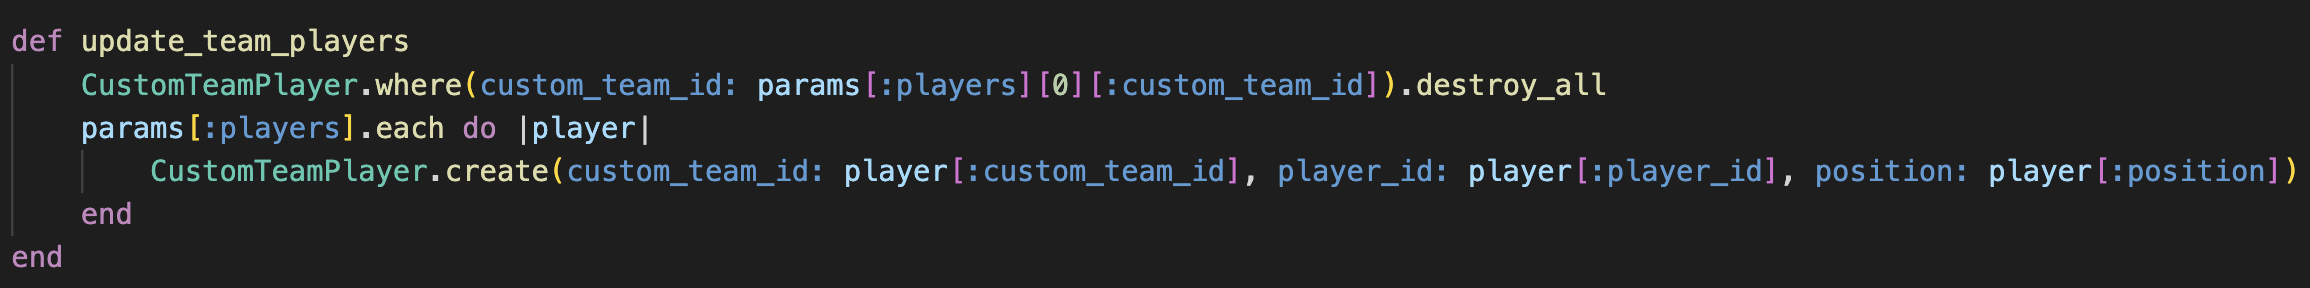 def update_team_players
    CustomTeamPlayer.where(custom_team_id: params[:players][0][:custom_team_id]).destroy_all
    params[:players].each do |player|
        CustomTeamPlayer.create(custom_team_id: player[:custom_team_id], player_id: player[:player_id], position: player[:position])
    end
end